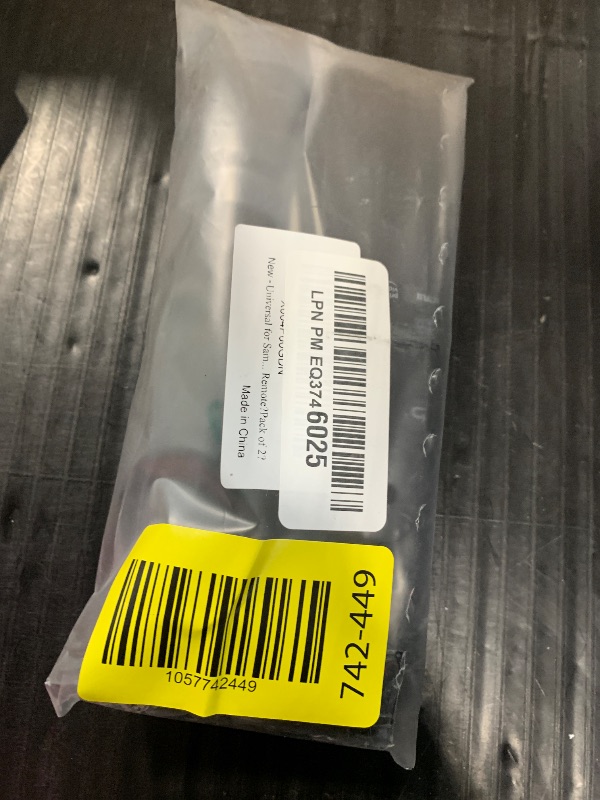 LPN PM EQ3746025
New - Universal for Sam... Remote?Pack of 2?
Made in China
1057742449
742-449